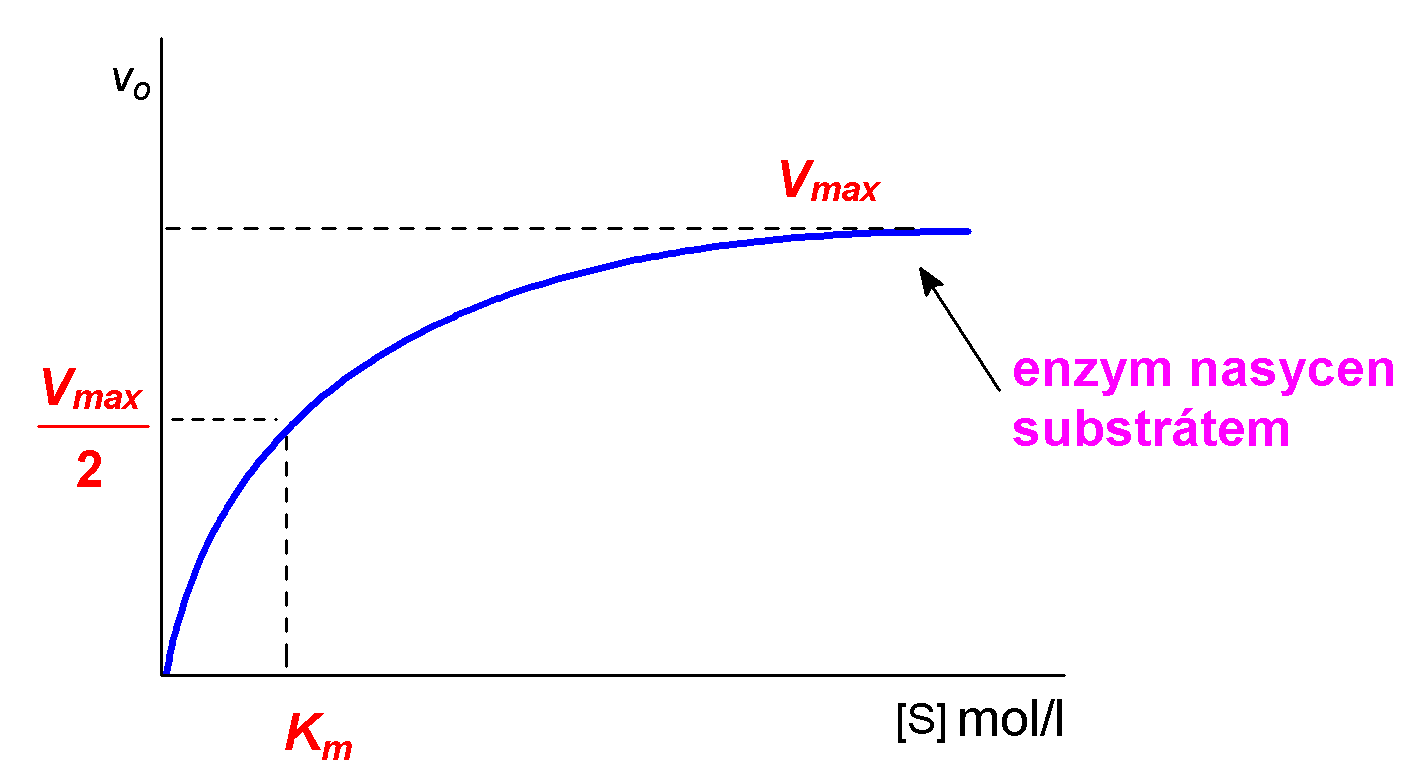 vo
Vmax
Vmax
2
enzym nasycen
substrátem
Km
[S] mol/l